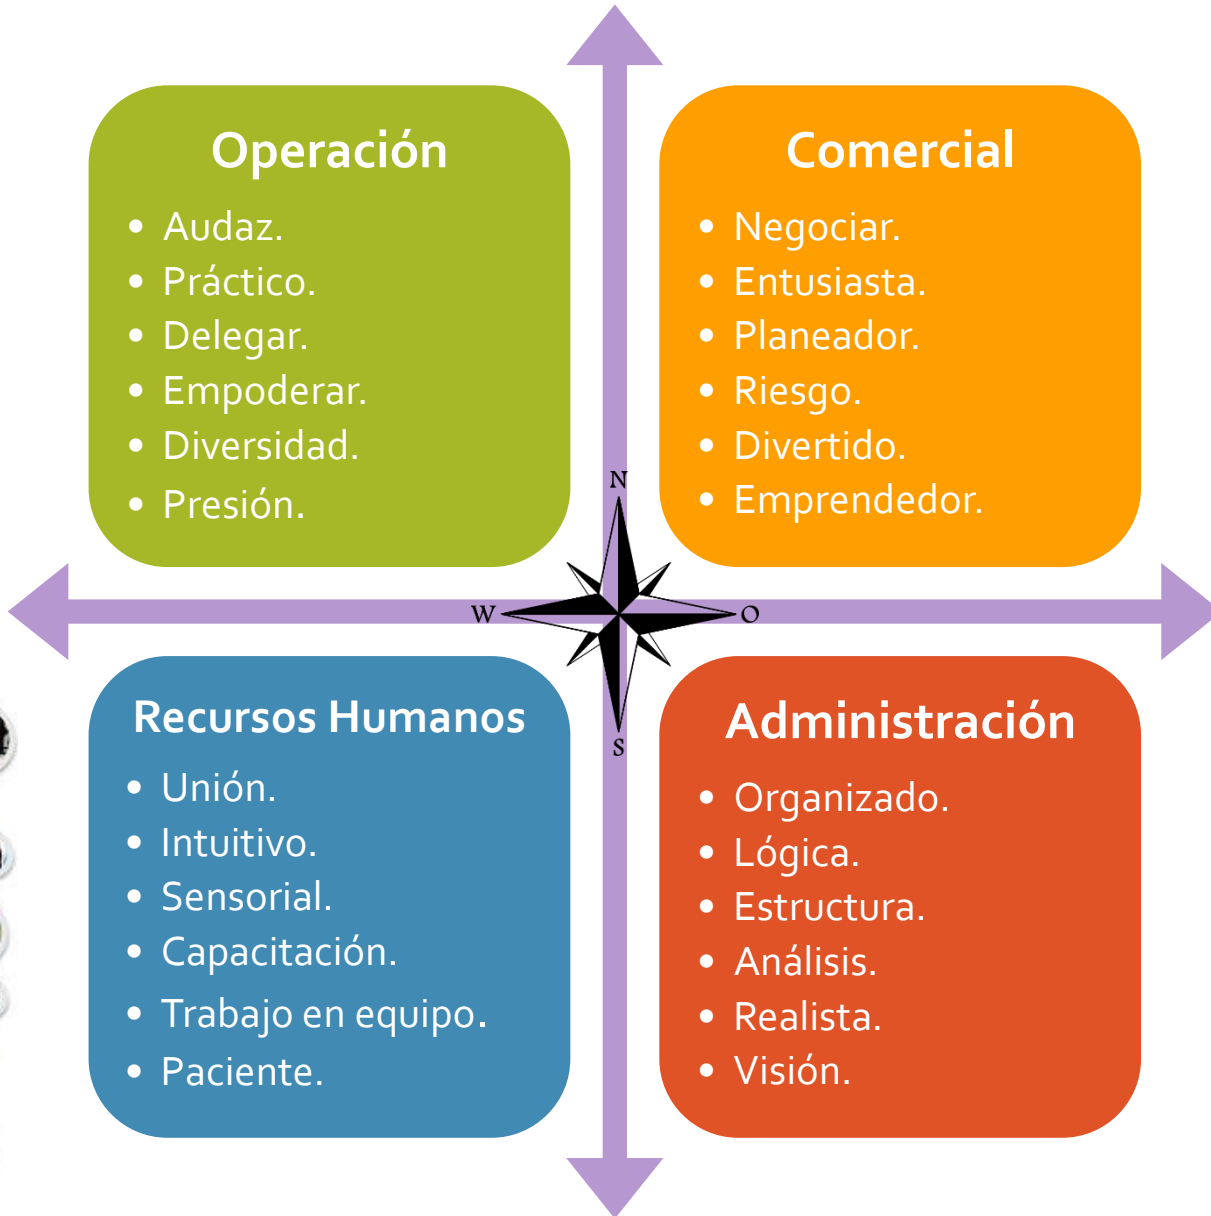 Operación
• Audaz.
• Práctico.
• Delegar.
• Empoderar.
• Diversidad.
• Presión.
Comercial
• Negociar.
• Entusiasta.
• Planeador.
• Riesgo.
• Divertido.
• Emprendedor.
N
W
O
S
Recursos Humanos
• Unión.
• Intuitivo.
• Sensorial.
• Capacitación.
• Trabajo en equipo.
• Paciente.
Administración
• Organizado.
• Lógica.
• Estructura.
• Análisis.
• Realista.
• Visión.